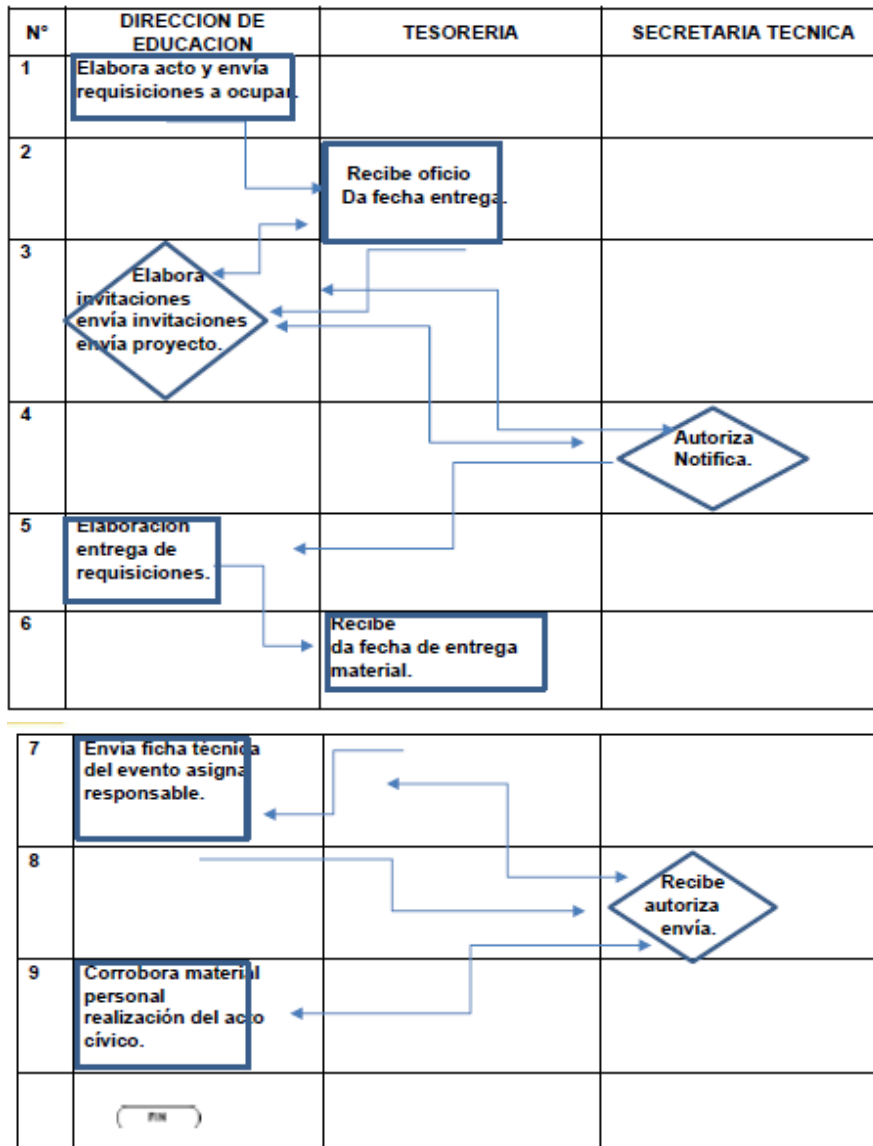 N°
DIRECCION DE
EDUCACION
TESORERIA
SECRETARIA TECNICA
1
Elabora acto y envía
requisiciones a ocupar.
2
Recibe oficio
Da fecha entrega.
3
Elabora
invitaciones
envía invitaciones
envía proyecto.
4
Autoriza
Notifica.
5
Elaboración
entrega de
requisiciones.
6
Recibe
da fecha de entrega
material.
7
Envia ficha técnica
del evento asigna
responsable.
8
Recibe
autoriza
envía.
9
Corrobora material
personal
realización del acto
cívico.
FIN